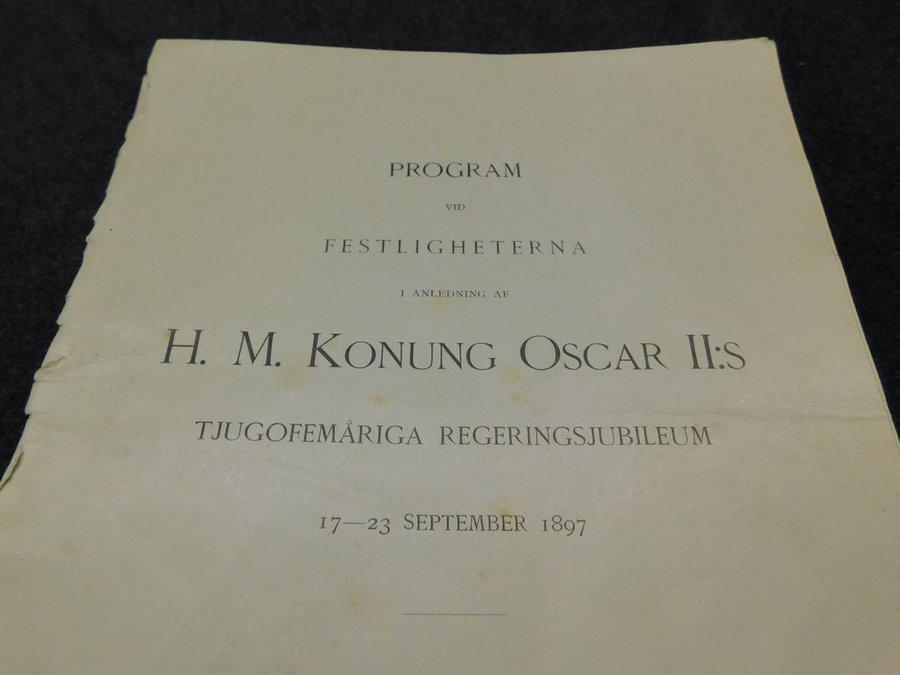 PROGRAM
VID
FESTLIGHETERNA
I ANLEDNING AF
H. M. KONUNG OSCAR II:S
TJUGOFEMÅRIGA REGERINGSJUBILEUM
17—23 SEPTEMBER 1897